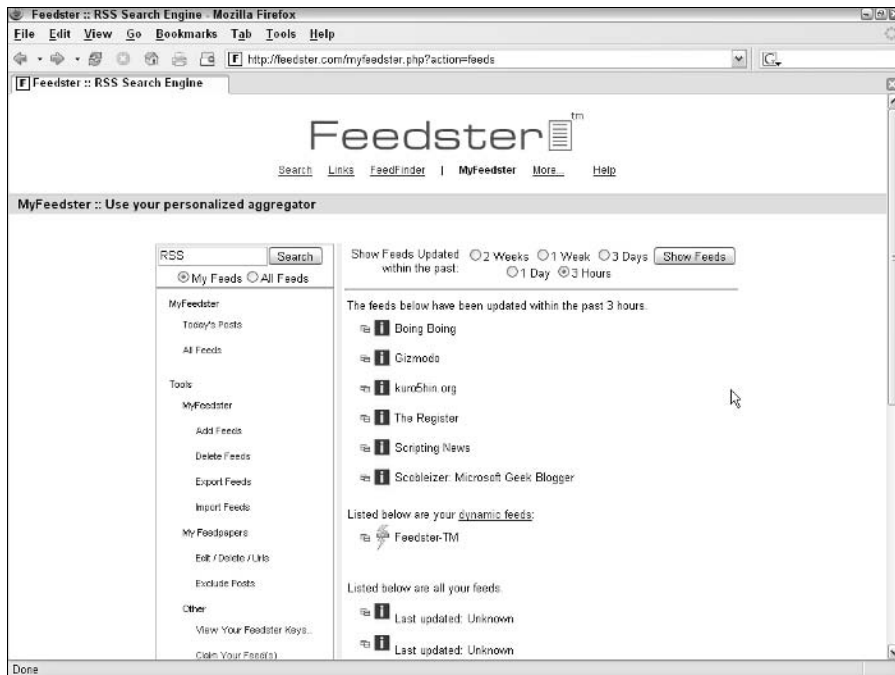 Feedster :: RSS Search Engine - Mozilla Firefox
File Edit View Go Bookmarks Tab Tools Help
F http://feedster.com/myfeedster.php?action=feeds G
F Feedster :: RSS Search Engine
Feedster tm
Search Links FeedFinder | MyFeedster More... Help
MyFeedster :: Use your personalized aggregator
RSS Search
My Feeds All Feeds
MyFeedster
Today's Posts
All Feeds
Tools
MyFeedster
Add Feeds
Delete Feeds
Export Feeds
Import Feeds
My Feedpapers
Edit / Delete / Urls
Exclude Posts
Other
View Your Feedster Keys..
Claim Your Feed(s)
Show Feeds Updated within the past:
2 Weeks 1 Week 3 Days Show Feeds
1 Day 3 Hours
The feeds below have been updated within the past 3 hours.
i Boing Boing
i Gizmodo
i kuro5hin.org
i The Register
i Scripting News
i Scobleizer: Microsoft Geek Blogger
Listed below are your dynamic feeds:
Feedster-TM
Listed below are all your feeds.
i Last updated: Unknown
i Last updated: Unknown
Done